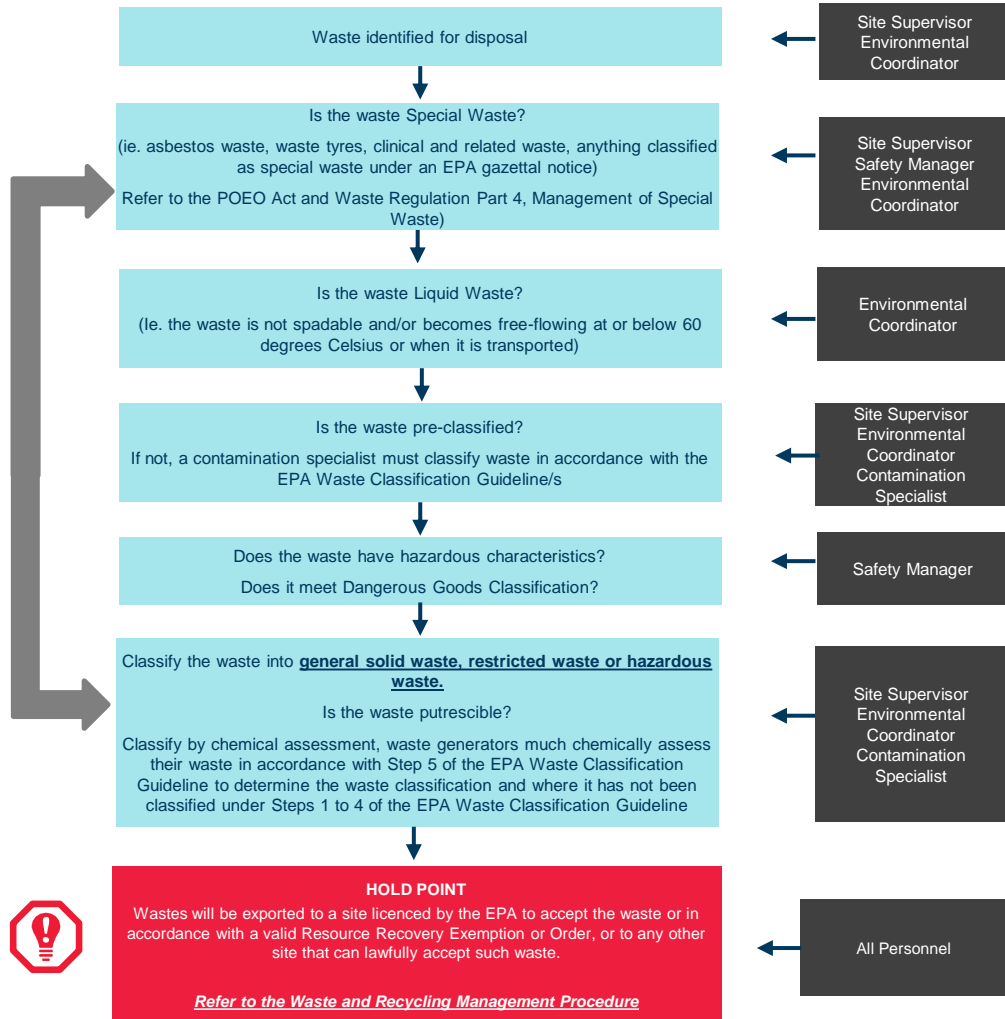 Waste identified for disposal
Site Supervisor
Environmental
Coordinator
Is the waste Special Waste?
(ie. asbestos waste, waste tyres, clinical and related waste, anything classified
as special waste under an EPA gazettal notice)
Refer to the POEO Act and Waste Regulation Part 4, Management of Special
Waste)
Site Supervisor
Safety Manager
Environmental
Coordinator
Is the waste Liquid Waste?
(Ie. the waste is not spadable and/or becomes free-flowing at or below 60
degrees Celsius or when it is transported)
Environmental
Coordinator
Is the waste pre-classified?
If not, a contamination specialist must classify waste in accordance with the
EPA Waste Classification Guideline/s
Site Supervisor
Environmental
Coordinator
Contamination
Specialist
Does the waste have hazardous characteristics?
Does it meet Dangerous Goods Classification?
Safety Manager
Classify the waste into general solid waste, restricted waste or hazardous
waste.
Is the waste putrescible?
Classify by chemical assessment, waste generators much chemically assess
their waste in accordance with Step 5 of the EPA Waste Classification
Guideline to determine the waste classification and where it has not been
classified under Steps 1 to 4 of the EPA Waste Classification Guideline
Site Supervisor
Environmental
Coordinator
Contamination
Specialist
HOLD POINT
Wastes will be exported to a site licenced by the EPA to accept the waste or in
accordance with a valid Resource Recovery Exemption or Order, or to any other
site that can lawfully accept such waste.
Refer to the Waste and Recycling Management Procedure
All Personnel